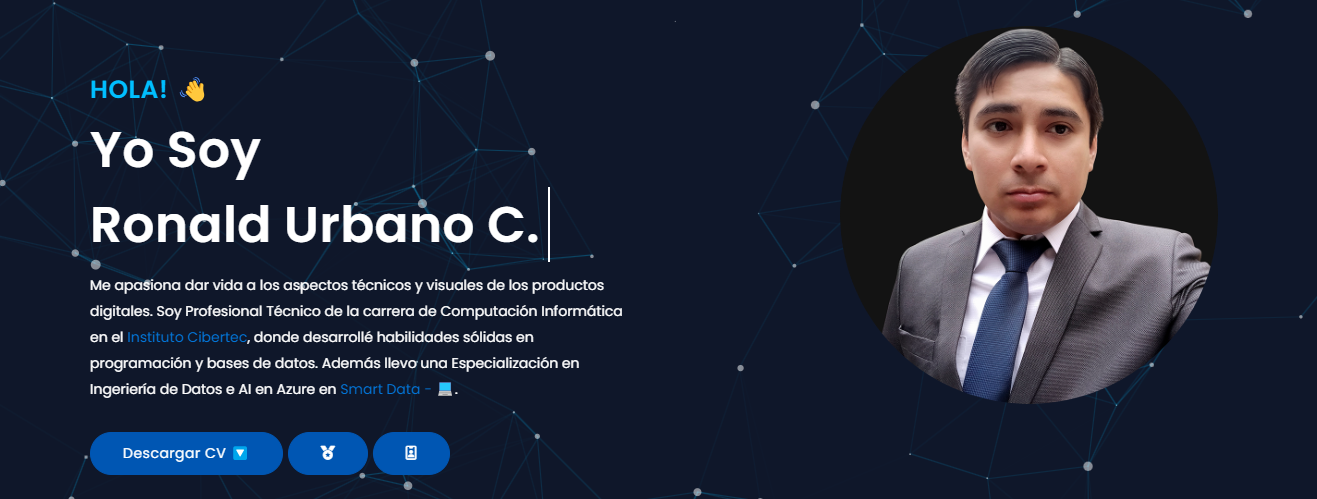 HOLA! 👋
Yo Soy
Ronald Urbano C.
Me apasiona dar vida a los aspectos técnicos y visuales de los productos
digitales. Soy Profesional Técnico de la carrera de Computación Informática
en el Instituto Cibertec, donde desarrollé habilidades sólidas en
programación y bases de datos. Además llevo una Especialización en
Ingeriería de Datos e AI en Azure en Smart Data - 💻.
Descargar CV 🔽